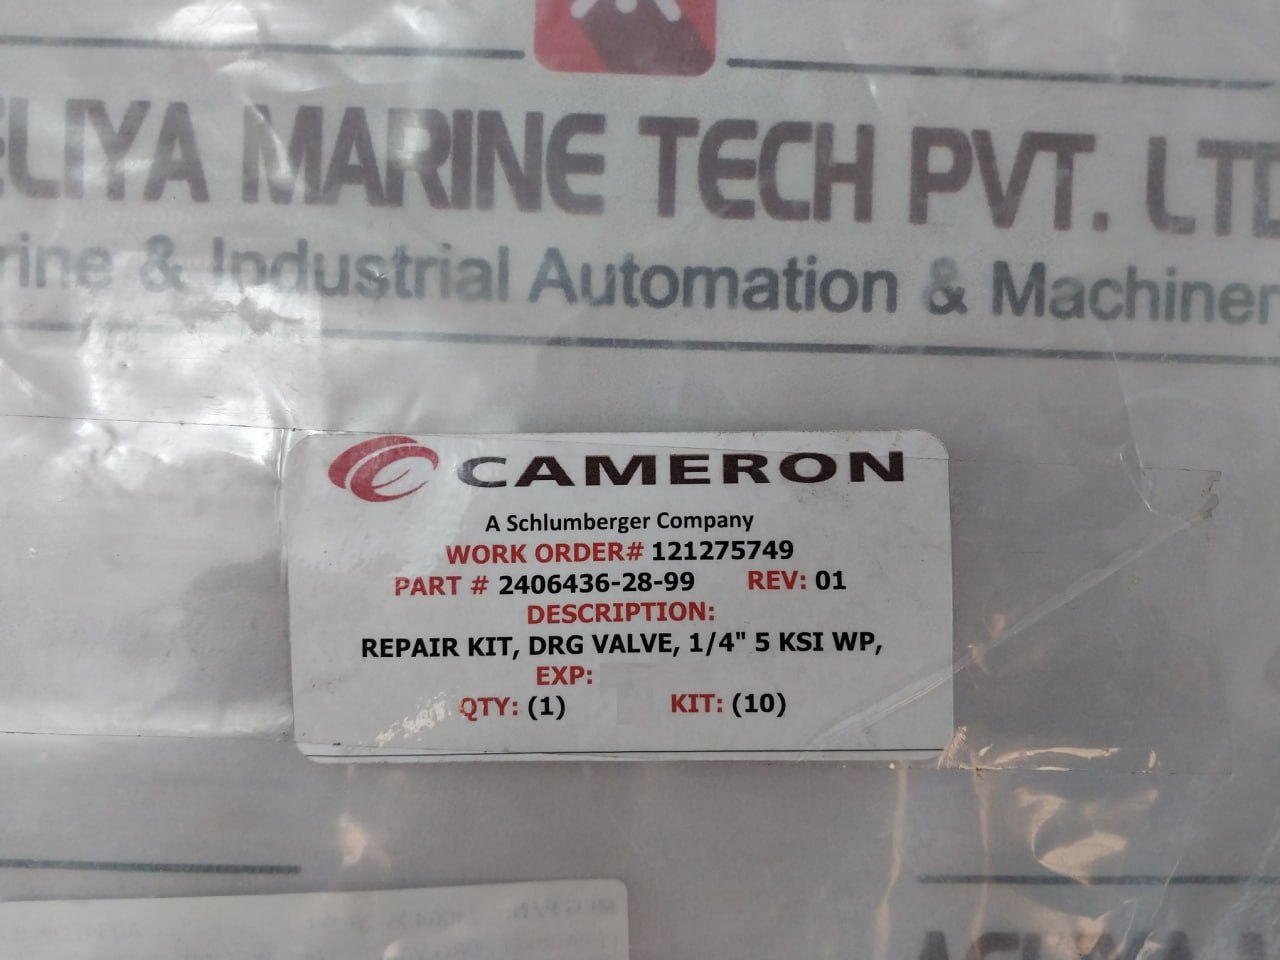 ELIYA MARINE TECH PVT. LTD
rine & Industrial Automation & Machiner
CAMERON
A Schlumberger Company
WORK ORDER# 121275749
PART # 2406436-28-99 REV: 01
DESCRIPTION:
REPAIR KIT, DRG VALVE, 1/4" 5 KSI WP,
EXP:
QTY: (1) KIT: (10)
MFG P/N: